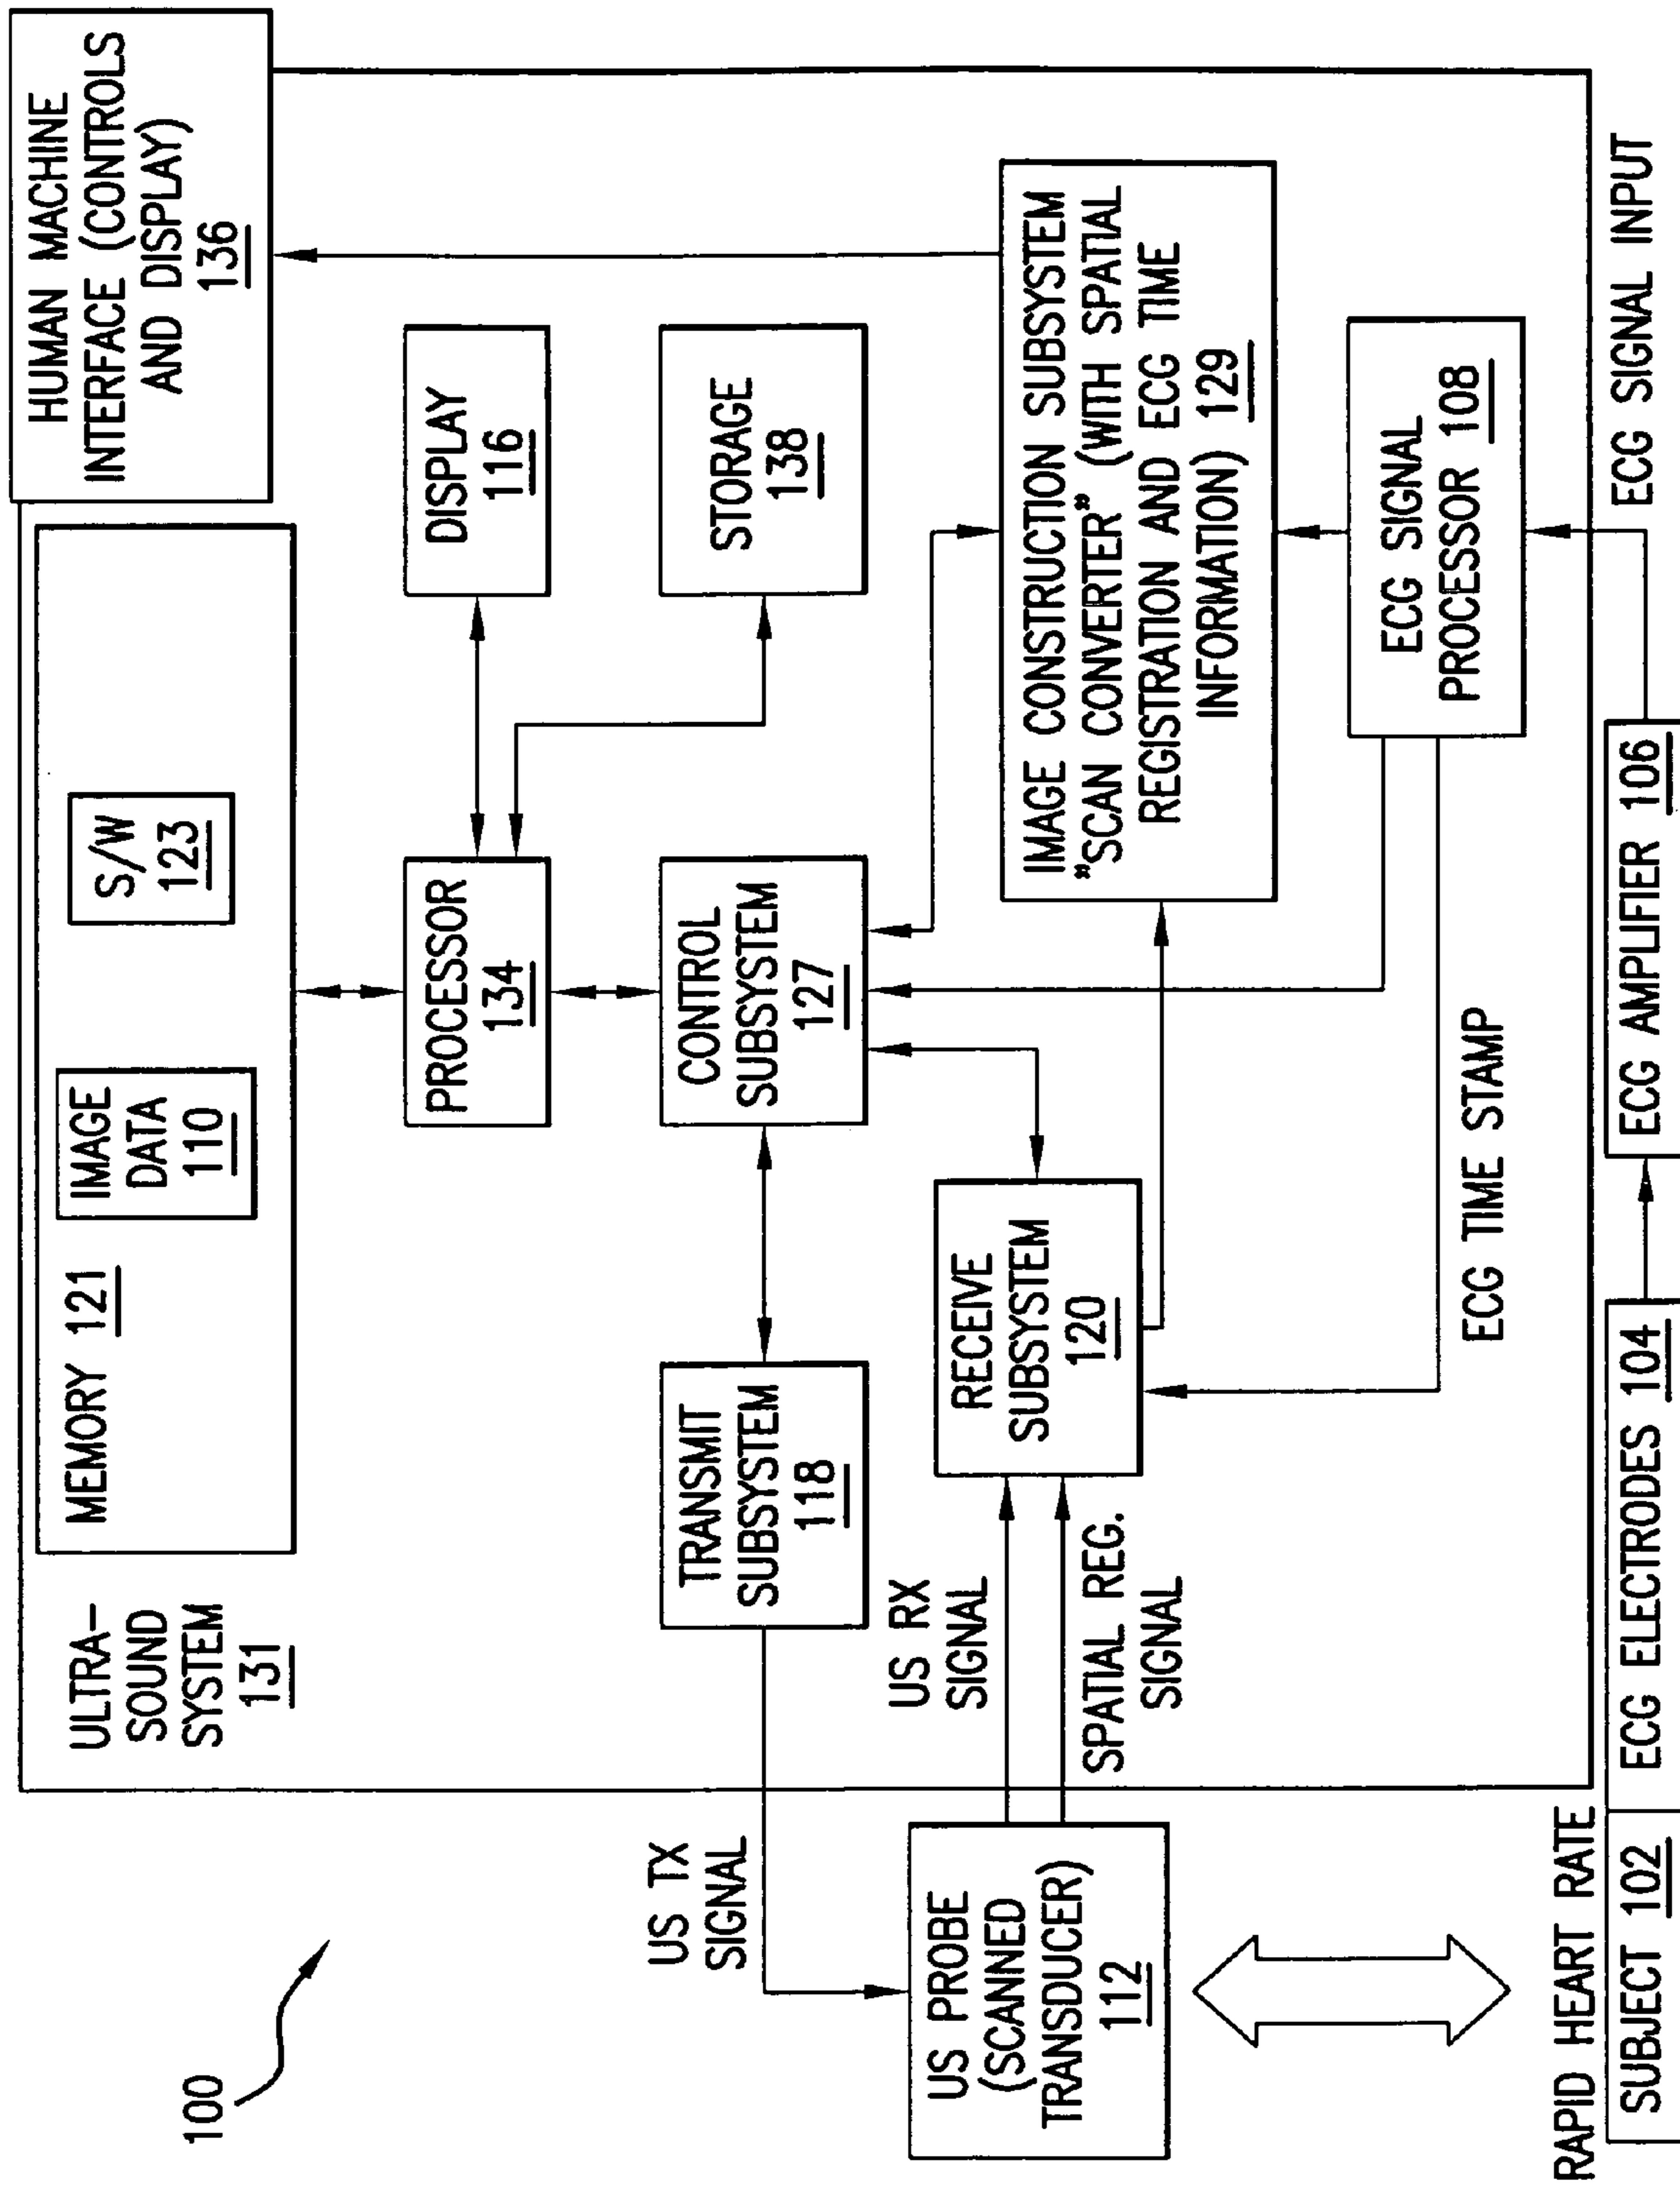 100
ULTRA-
SOUND
SYSTEM
131
MEMORY 121
IMAGE
DATA
110
S/W
123
HUMAN MACHINE
INTERFACE (CONTROLS
AND DISPLAY)
136
PROCESSOR
134
DISPLAY
116
US TX
SIGNAL
TRANSMIT
SUBSYSTEM
118
CONTROL
SUBSYSTEM
127
STORAGE
138
US PROBE
(SCANNED
TRANSDUCER)
112
US RX
SIGNAL
SPATIAL REG.
SIGNAL
RECEIVE
SUBSYSTEM
120
IMAGE CONSTRUCTION SUBSYSTEM
"SCAN CONVERTER" (WITH SPATIAL
REGISTRATION AND ECG TIME
INFORMATION) 129
ECG TIME STAMP
ECG SIGNAL
PROCESSOR 108
RAPID HEART RATE
SUBJECT 102
ECG ELECTRODES 104
ECG AMPLIFIER 106
ECG SIGNAL INPUT